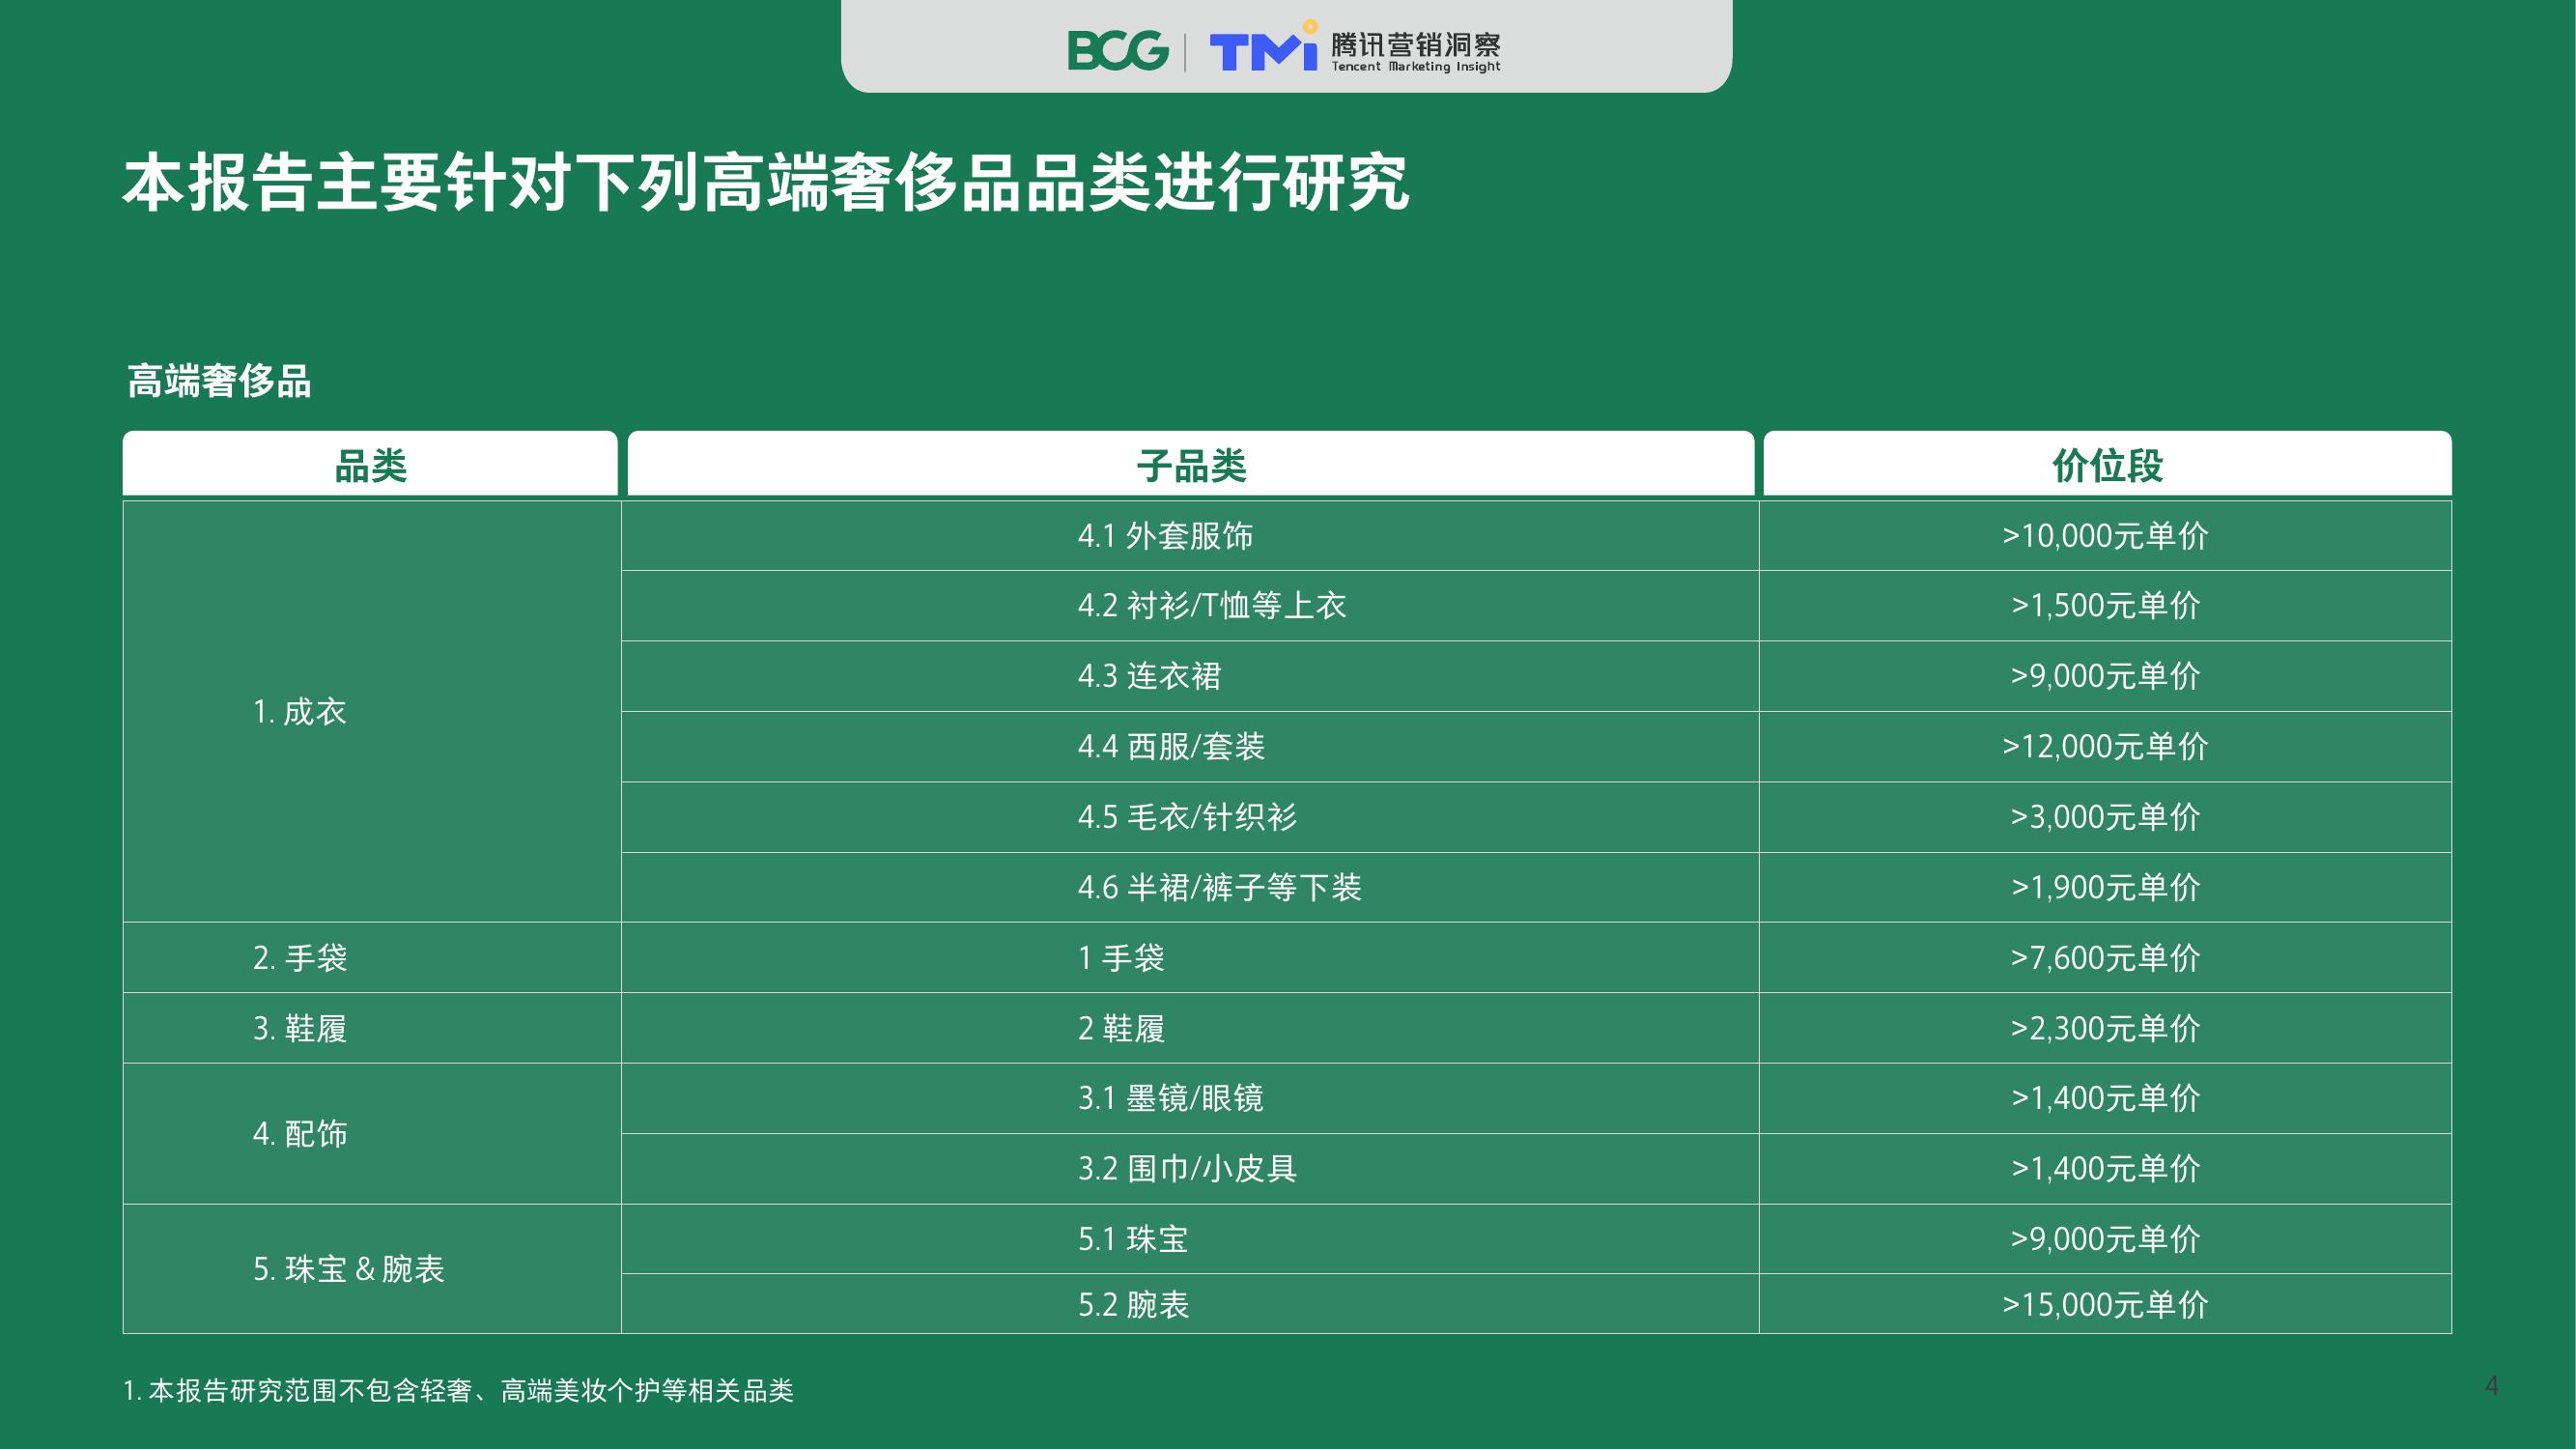 BCG
TMi 腾讯营销洞察
Tencent Marketing Insight
本报告主要针对下列高端奢侈品品类进行研究
高端奢侈品
品类 子品类 价位段
1. 成衣
4.1 外套服饰 >10,000元单价
4.2 衬衫/T恤等上衣 >1,500元单价
4.3 连衣裙 >9,000元单价
4.4 西服/套装 >12,000元单价
4.5 毛衣/针织衫 >3,000元单价
4.6 半裙/裤子等下装 >1,900元单价
2. 手袋 1 手袋 >7,600元单价
3. 鞋履 2 鞋履 >2,300元单价
4. 配饰
3.1 墨镜/眼镜 >1,400元单价
3.2 围巾/小皮具 >1,400元单价
5. 珠宝 & 腕表
5.1 珠宝 >9,000元单价
5.2 腕表 >15,000元单价
1. 本报告研究范围不包含轻奢、高端美妆个护等相关品类
4